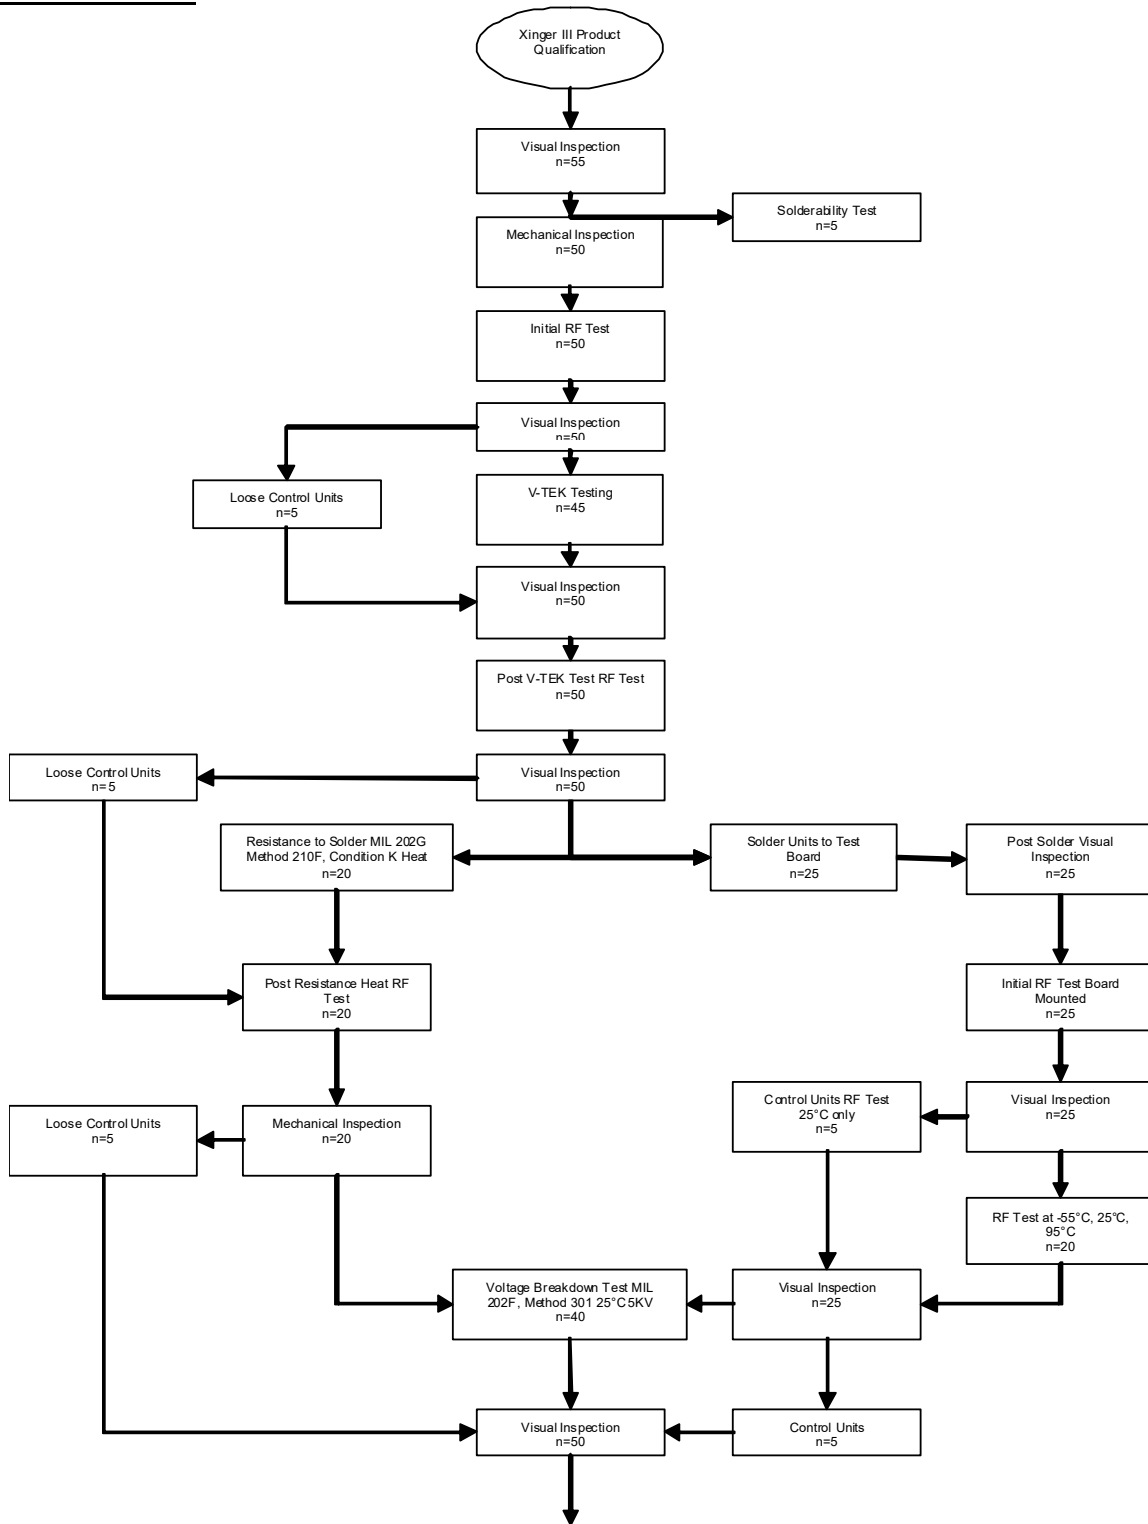 Xinger III Product
Qualification
Visual Inspection
n=55
Solderability Test
n=5
Mechanical Inspection
n=50
Initial RF Test
n=50
Visual Inspection
n=50
Loose Control Units
n=5
V-TEK Testing
n=45
Visual Inspection
n=50
Post V-TEK Test RF Test
n=50
Loose Control Units
n=5
Visual Inspection
n=50
Resistance to Solder MIL 202G
Method 210F, Condition K Heat
n=20
Solder Units to Test
Board
n=25
Post Solder Visual
Inspection
n=25
Post Resistance Heat RF
Test
n=20
Initial RF Test Board
Mounted
n=25
Loose Control Units
n=5
Mechanical Inspection
n=20
Control Units RF Test
25°C only
n=5
Visual Inspection
n=25
RF Test at -55°C, 25°C,
95°C
n=20
Voltage Breakdown Test MIL
202F, Method 301 25°C 5KV
n=40
Visual Inspection
n=25
Visual Inspection
n=50
Control Units
n=5